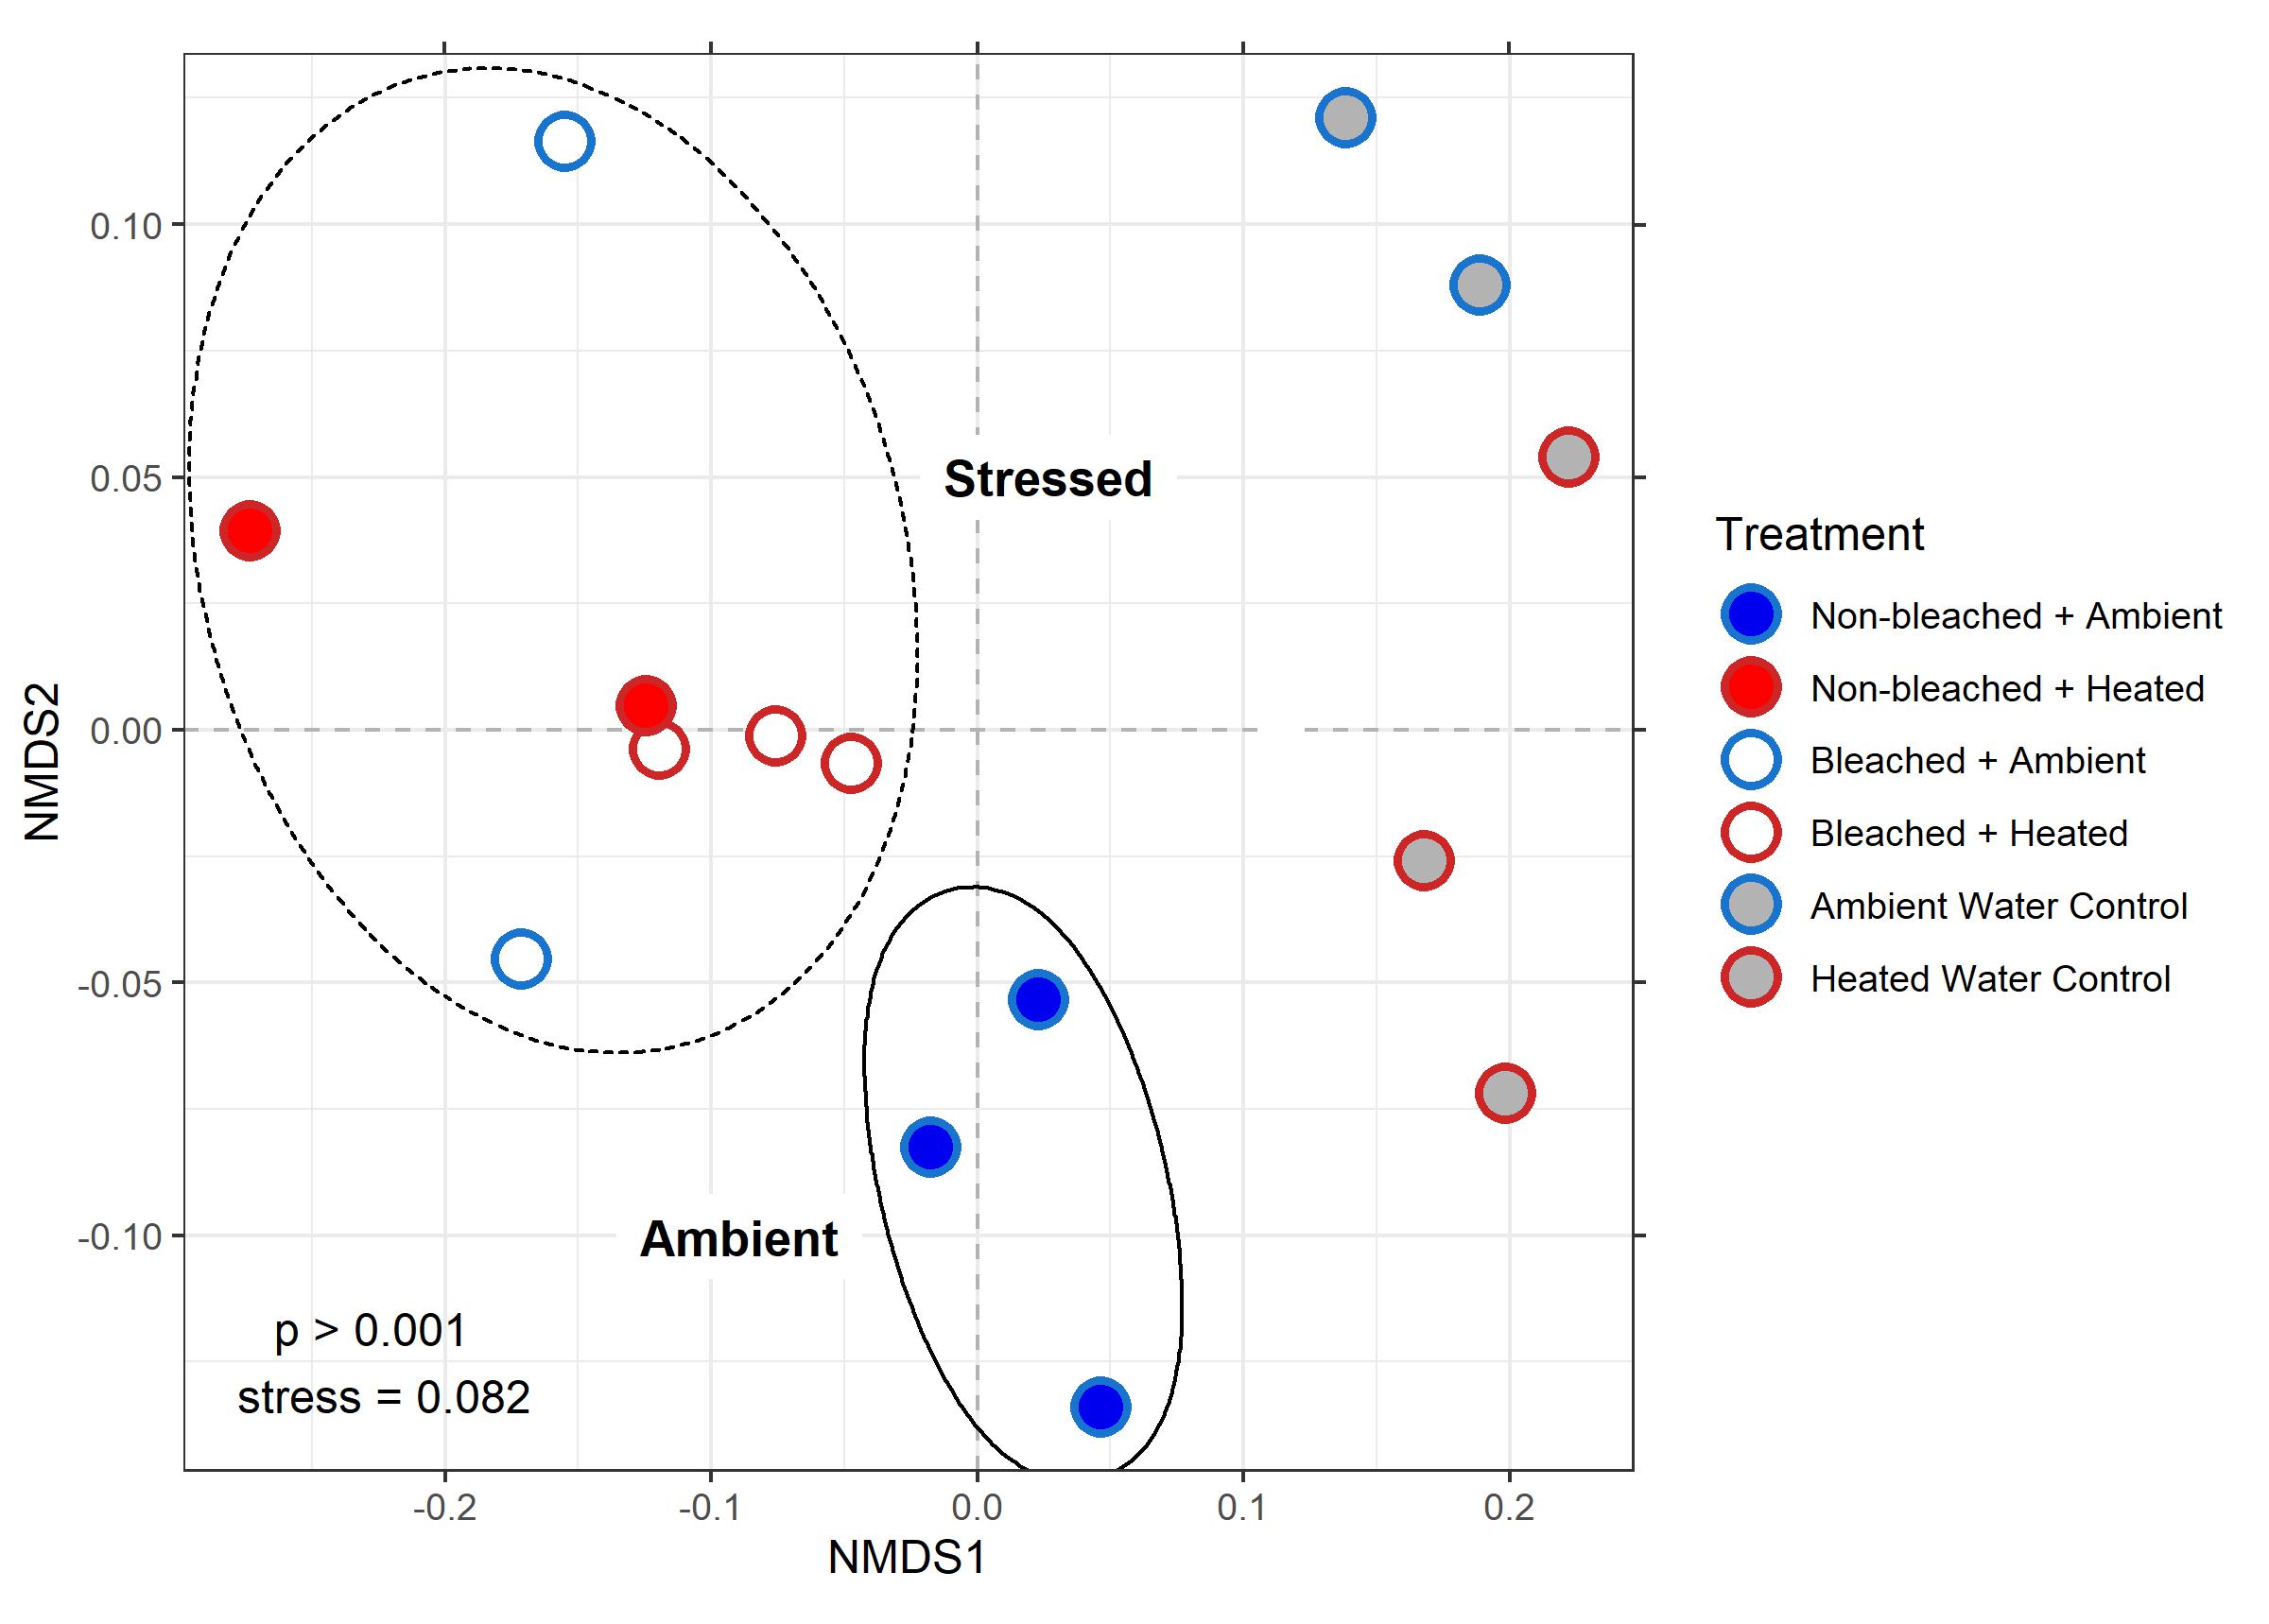 0.10
0.05
0.00
-0.05
-0.10
NMDS2
Stressed
Ambient
p > 0.001
stress = 0.082
-0.2
-0.1
0.0
0.1
0.2
NMDS1
Treatment
Non-bleached + Ambient
Non-bleached + Heated
Bleached + Ambient
Bleached + Heated
Ambient Water Control
Heated Water Control